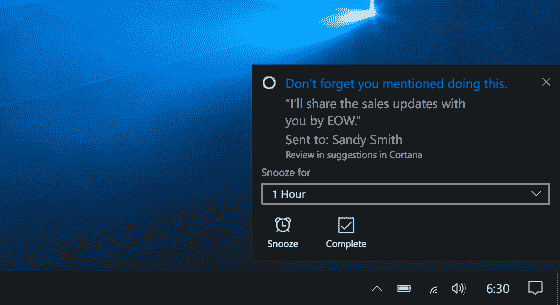 Don't forget you mentioned doing this.
"I'll share the sales updates with
you by EOW."
Sent to: Sandy Smith
Review in suggestions in Cortana
Snooze for
1 Hour
Snooze Complete
6:30